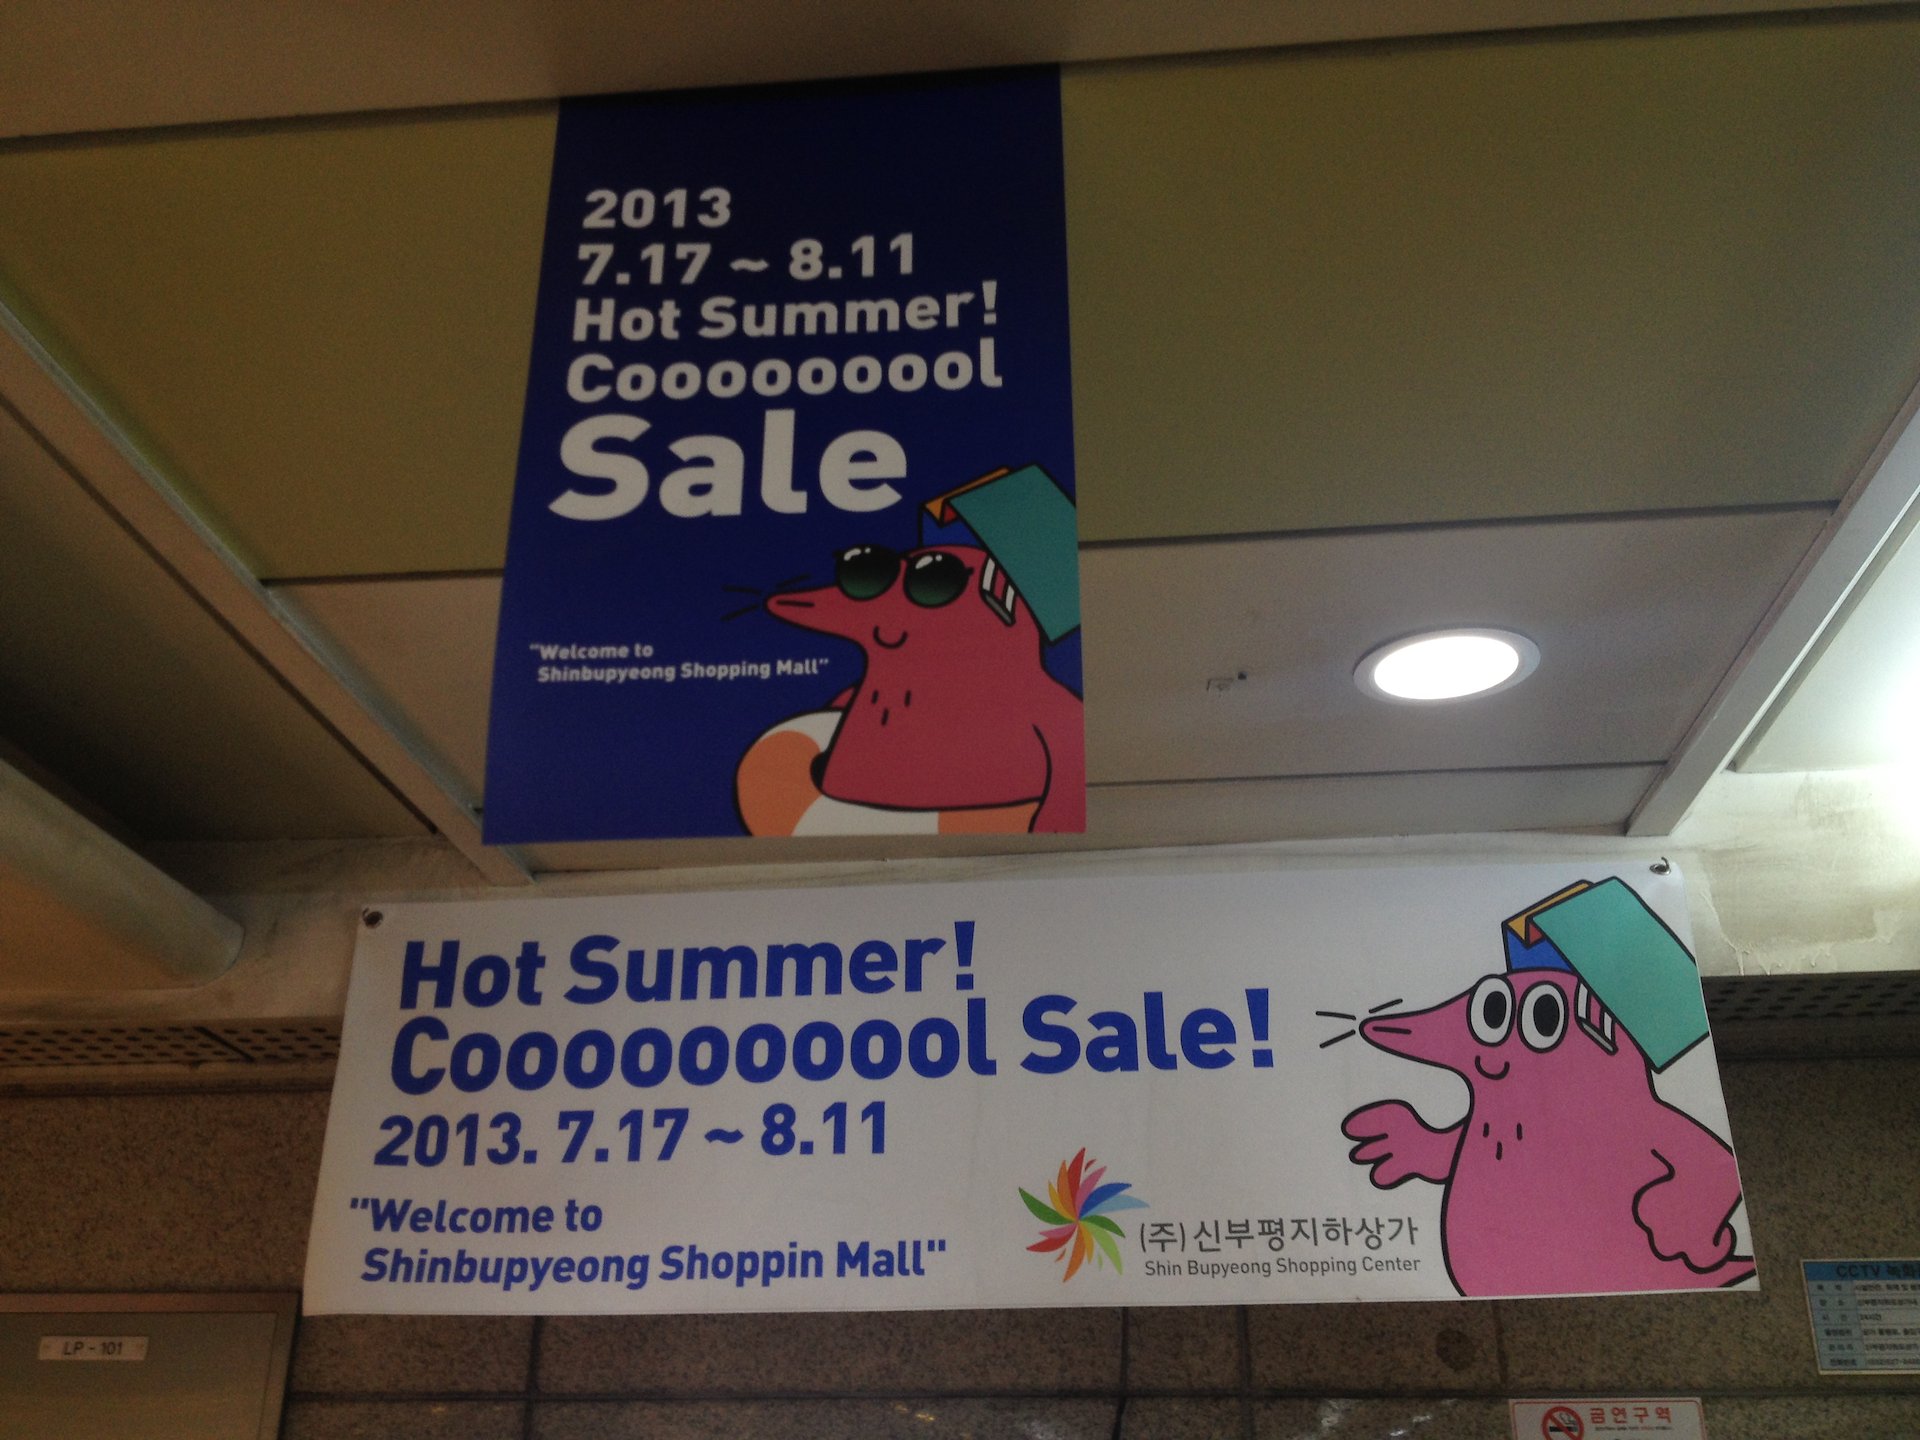 2013
7.17 ~ 8.11
Hot Summer!
Cooooooool
Sale
"Welcome to
Shinbupyeong Shopping Mall"
Hot Summer!
Cooooooooool Sale!
2013. 7.17 ~ 8.11
"Welcome to
Shinbupyeong Shoppin Mall"
(주)신부평지하상가
Shin Bupyeong Shopping Center
LP - 101
CCTV
금연구역